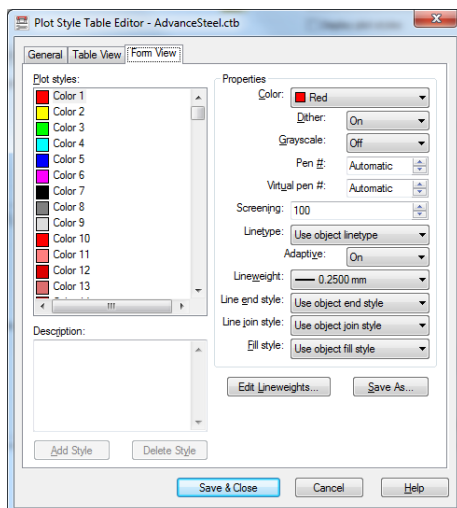 Plot Style Table Editor - AdvanceSteel.ctb
General Table View Form View
Plot styles:
Color 1
Color 2
Color 3
Color 4
Color 5
Color 6
Color 7
Color 8
Color 9
Color 10
Color 11
Color 12
Color 13
Description:
Add Style Delete Style
Properties
Color: Red
Dither: On
Grayscale: Off
Pen #: Automatic
Virtual pen #: Automatic
Screening: 100
Linetype: Use object linetype
Adaptive: On
Lineweight: 0.2500 mm
Line end style: Use object end style
Line join style: Use object join style
Fill style: Use object fill style
Edit Lineweights... Save As...
Save & Close Cancel Help